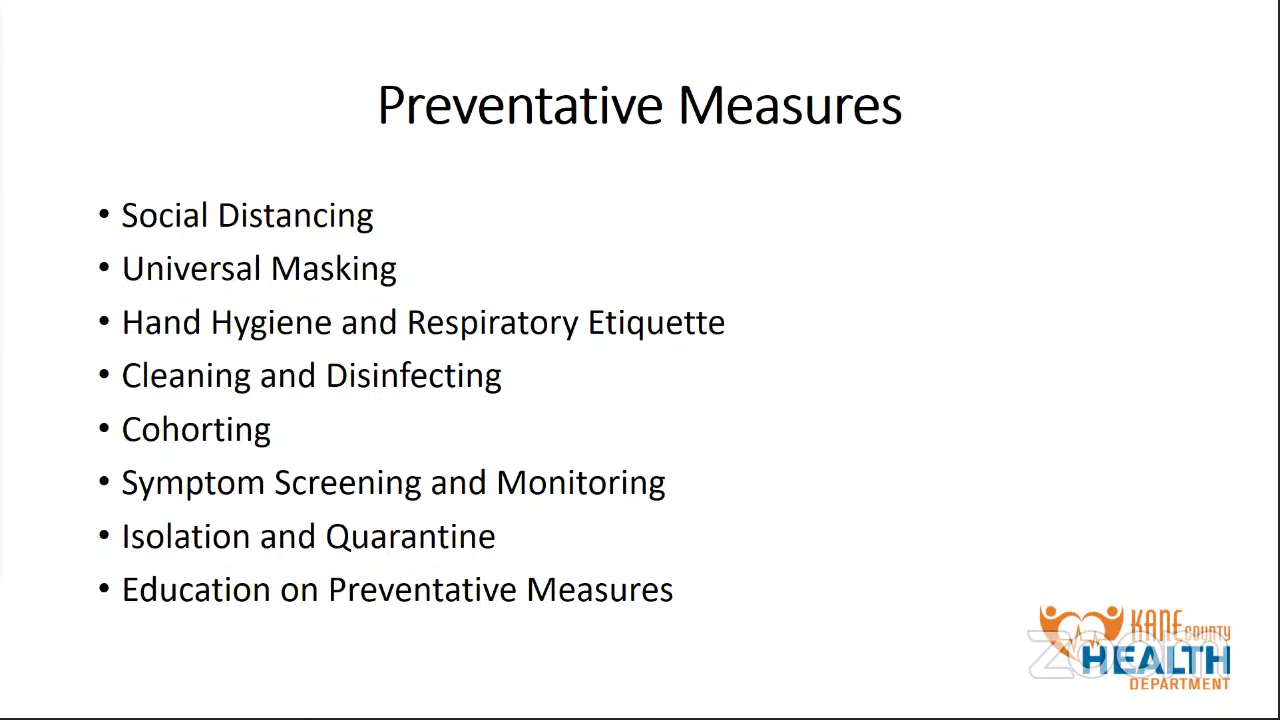 Preventative Measures
• Social Distancing
• Universal Masking
• Hand Hygiene and Respiratory Etiquette
• Cleaning and Disinfecting
• Cohorting
• Symptom Screening and Monitoring
• Isolation and Quarantine
• Education on Preventative Measures
KANE COUNTY
zoom
HEALTH
DEPARTMENT